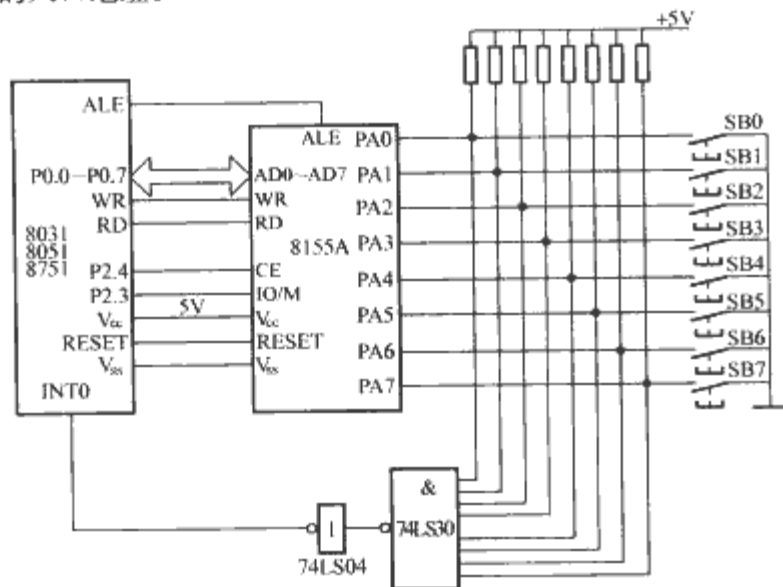 +5V
ALE
ALE PA0
SB0
P0.0—P0.7
AD0~AD7 PA1
SB1
WR
WR
PA2
SB2
RD
RD
8031
8051
8751
8155A
PA3
SB3
P2.4
CE
PA4
SB4
P2.3
IO/M
5V
PA5
SB5
Vcc
Vcc
RESET
RESET
PA6
SB6
Vss
Vss
PA7
SB7
INT0
&
1
74LS30
74LS04